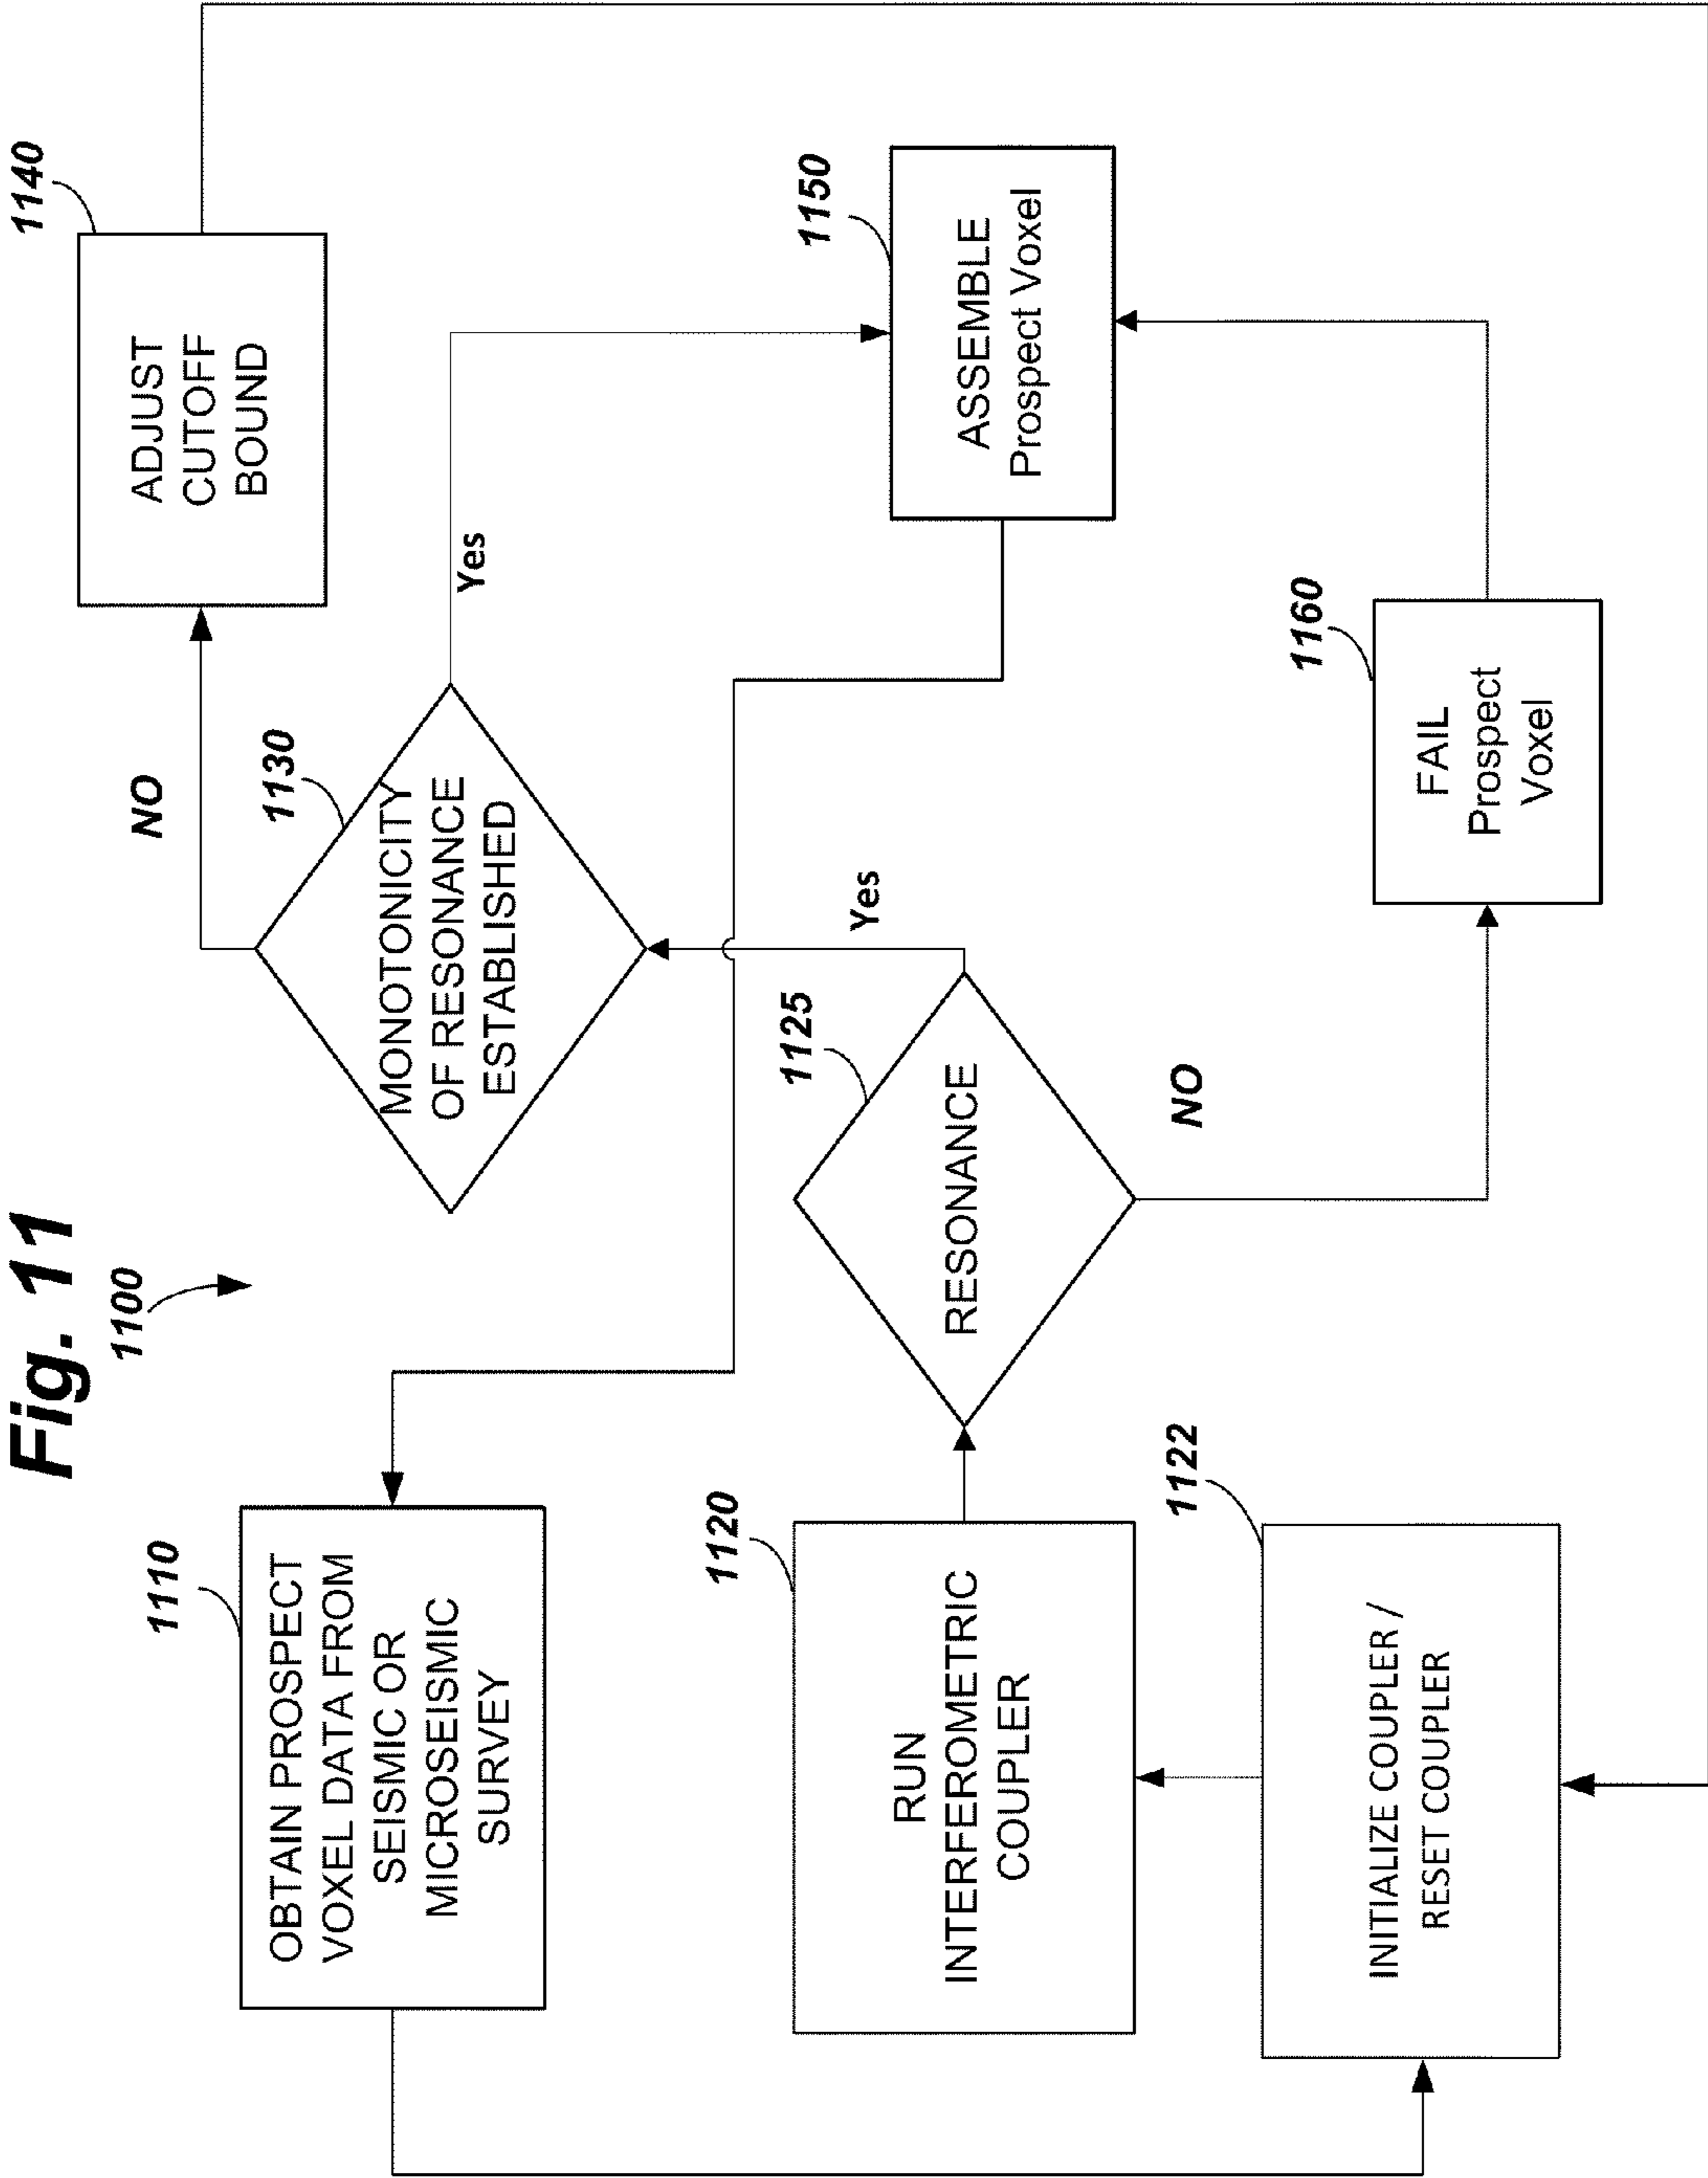 Fig. 11
1100
1110
OBTAIN PROSPECT
VOXEL DATA FROM
SEISMIC OR
MICROSEISMIC
SURVEY
1120
RUN
INTERFEROMETRIC
COUPLER
1122
INITIALIZE COUPLER /
RESET COUPLER
1125
RESONANCE
Yes
NO
1130
MONOTONICITY
OF RESONANCE
ESTABLISHED
NO
Yes
1140
ADJUST
CUTOFF
BOUND
1150
ASSEMBLE
Prospect Voxel
1160
FAIL
Prospect
Voxel